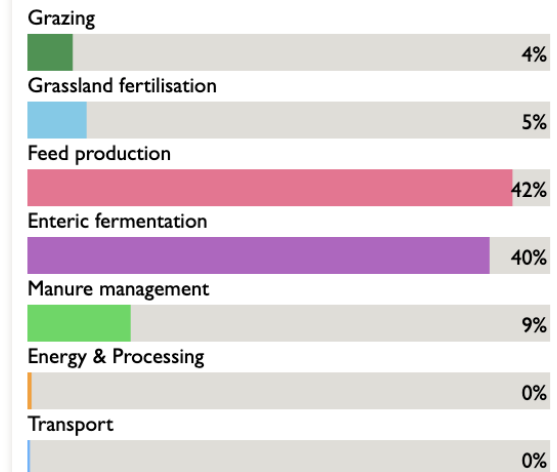 Grazing
4%
Grassland fertilisation
5%
Feed production
42%
Enteric fermentation
40%
Manure management
9%
Energy & Processing
0%
Transport
0%